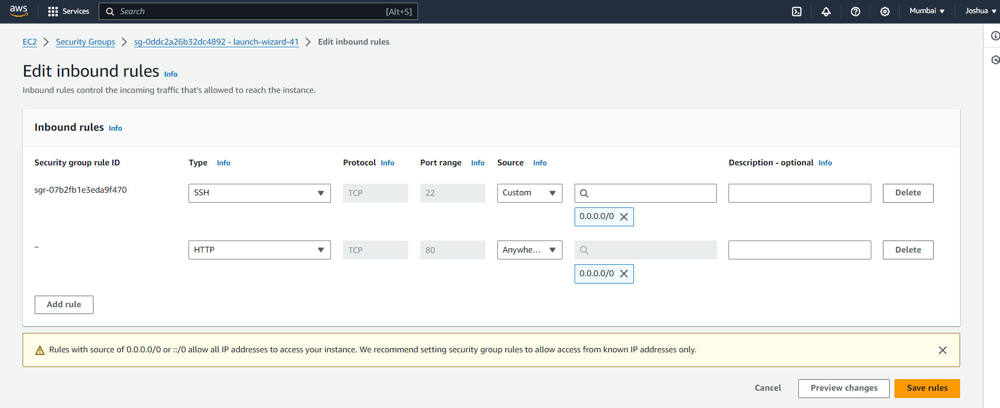 aws Services Search [Alt+S] Mumbai Joshua
EC2 Security Groups sg-0ddc2a26b32dc4892 - launch-wizard-41 Edit inbound rules
Edit inbound rules Info
Inbound rules control the incoming traffic that's allowed to reach the instance.
Inbound rules Info
Security group rule ID Type Info Protocol Info Port range Info Source Info Description - optional Info
sgr-07b2fb1e3eda9f470 SSH TCP 22 Custom Delete
0.0.0.0/0
– HTTP TCP 80 Anywhe... Delete
0.0.0.0/0
Add rule
Rules with source of 0.0.0.0/0 or ::/0 allow all IP addresses to access your instance. We recommend setting security group rules to allow access from known IP addresses only.
Cancel Preview changes Save rules